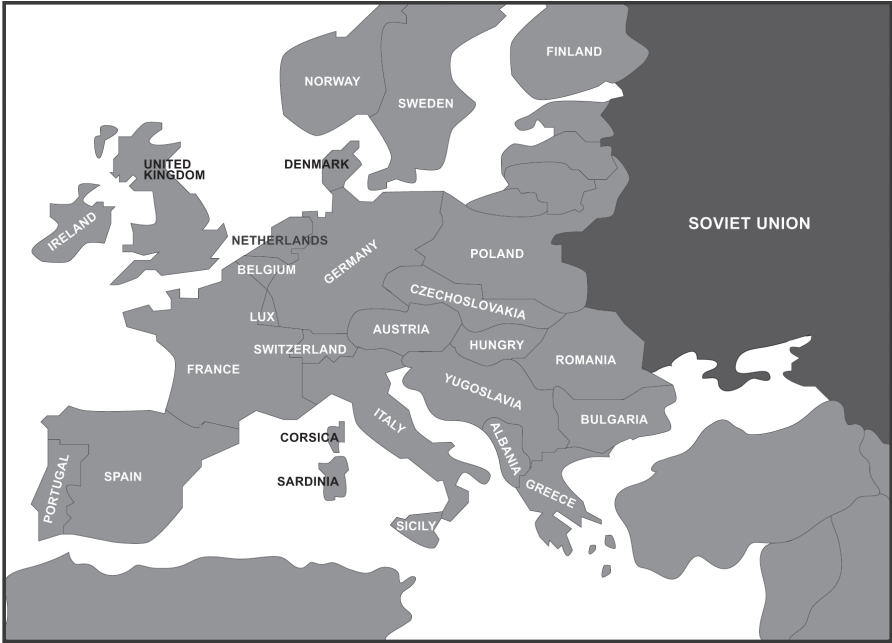 FINLAND
NORWAY
SWEDEN
UNITED
KINGDOM
DENMARK
IRELAND
SOVIET UNION
NETHERLANDS
GERMANY
POLAND
BELGIUM
CZECHOSLOVAKIA
LUX
AUSTRIA
HUNGRY
SWITZERLAND
ROMANIA
FRANCE
YUGOSLAVIA
BULGARIA
ITALY
CORSICA
ALBANIA
SPAIN
SARDINIA
PORTUGAL
GREECE
SICILY